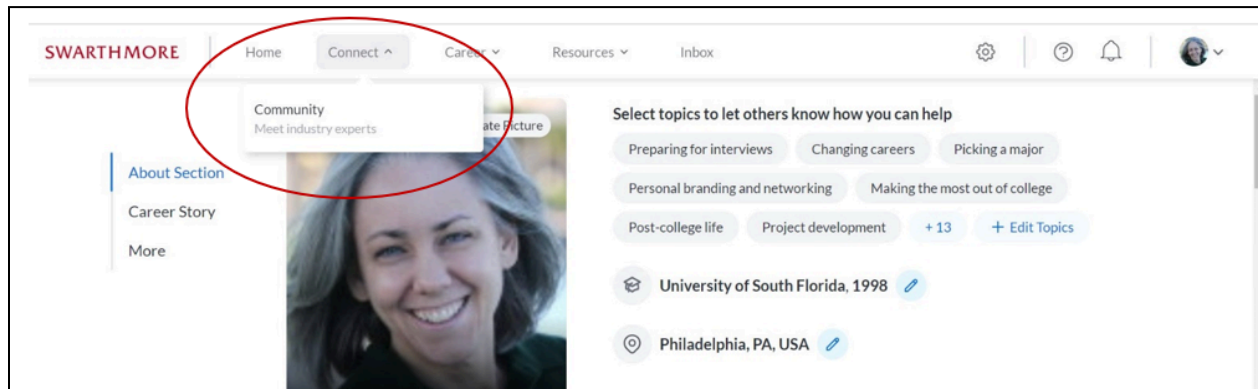 SWARTHMORE Home Connect Career Resources Inbox
Community
Meet industry experts
ate Picture
About Section
Career Story
More
Select topics to let others know how you can help
Preparing for interviews Changing careers Picking a major
Personal branding and networking Making the most out of college
Post-college life Project development + 13 + Edit Topics
University of South Florida, 1998
Philadelphia, PA, USA